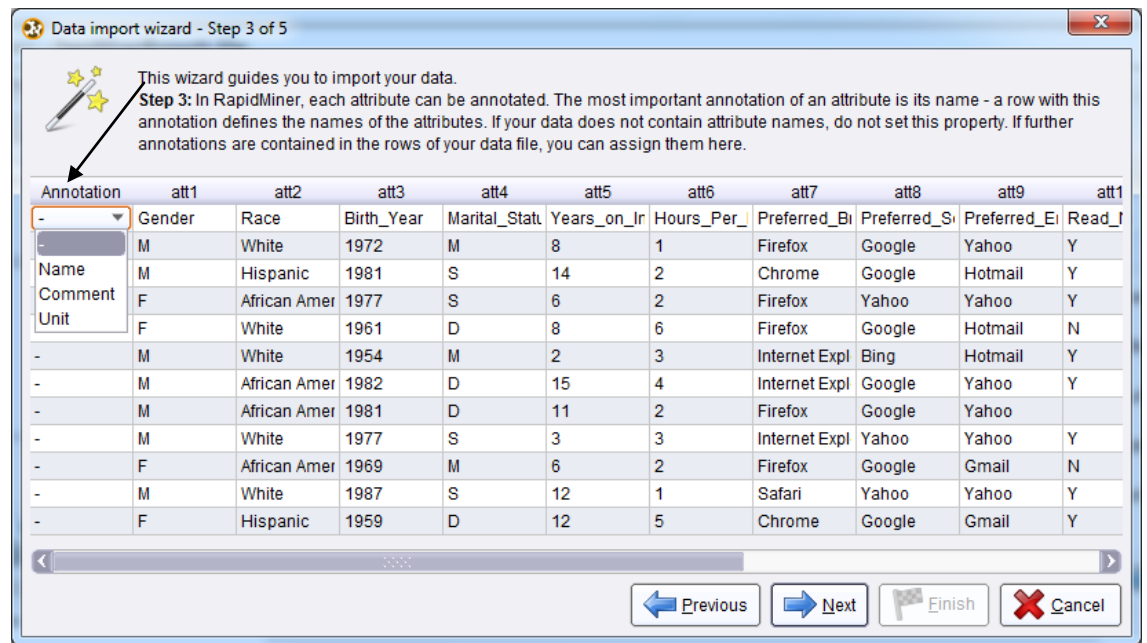 Data import wizard - Step 3 of 5
x
This wizard guides you to import your data.
Step 3: In RapidMiner, each attribute can be annotated. The most important annotation of an attribute is its name - a row with this
annotation defines the names of the attributes. If your data does not contain attribute names, do not set this property. If further
annotations are contained in the rows of your data file, you can assign them here.
Annotation att1 att2 att3 att4 att5 att6 att7 att8 att9 att1
- Gender Race Birth_Year Marital_Statu Years_on_In Hours_Per_ Preferred_Br Preferred_Se Preferred_Er Read_N
- M White 1972 M 8 1 Firefox Google Yahoo Y
Name M Hispanic 1981 S 14 2 Chrome Google Hotmail Y
Comment F African Amer 1977 S 6 2 Firefox Yahoo Yahoo Y
Unit F White 1961 D 8 6 Firefox Google Hotmail N
- M White 1954 M 2 3 Internet Expl Bing Hotmail Y
- M African Amer 1982 D 15 4 Internet Expl Google Yahoo Y
- M African Amer 1981 D 11 2 Firefox Google Yahoo
- M White 1977 S 3 3 Internet Expl Yahoo Yahoo Y
- F African Amer 1969 M 6 2 Firefox Google Gmail N
- M White 1987 S 12 1 Safari Yahoo Yahoo Y
- F Hispanic 1959 D 12 5 Chrome Google Gmail Y
Previous Next Finish Cancel